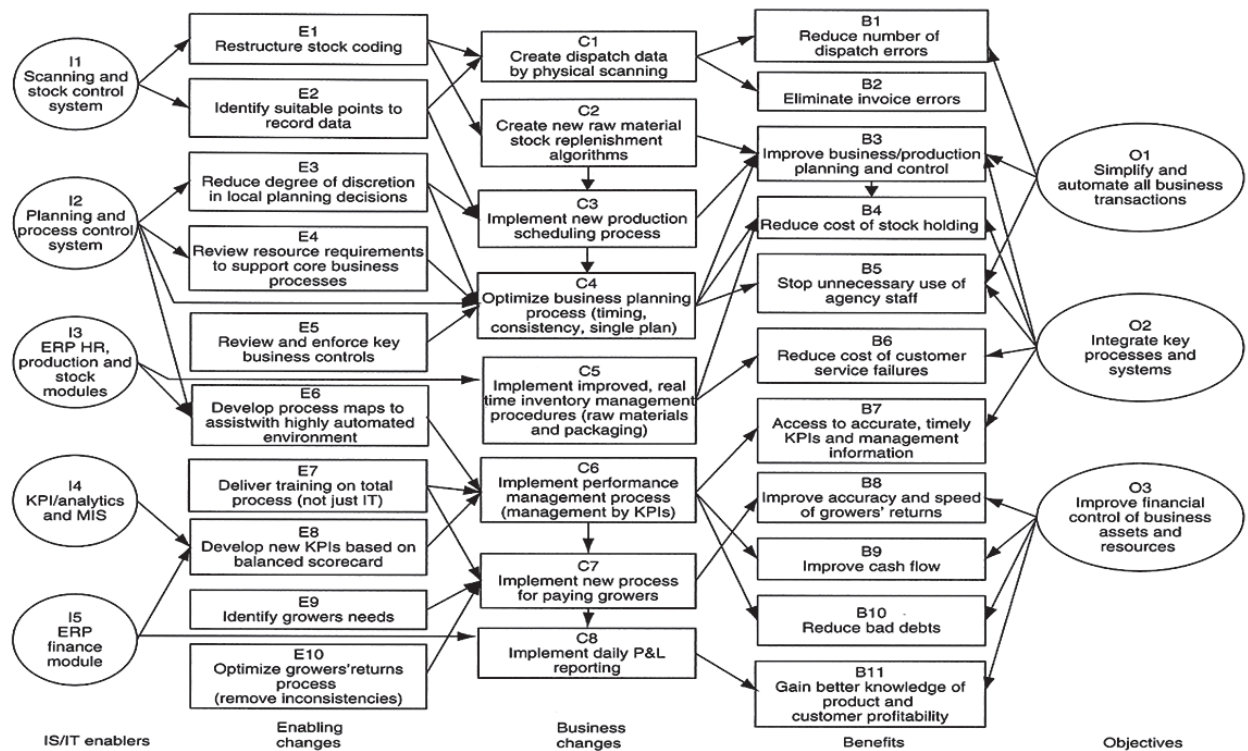 I1
Scanning and
stock control
system
I2
Planning and
process control
system
I3
ERP HR,
production and
stock modules
I4
KPI/analytics
and MIS
I5
ERP
finance module
IS/IT enablers
E1
Restructure stock coding
E2
Identify suitable points to
record data
E3
Reduce degree of discretion
in local planning decisions
E4
Review resource requirements
to support core business
processes
E5
Review and enforce key
business controls
E6
Develop process maps to
assistwith highly automated
environment
E7
Deliver training on total
process (not just IT)
E8
Develop new KPIs based on
balanced scorecard
E9
Identify growers needs
E10
Optimize growers'returns
process
(remove inconsistencies)
Enabling
changes
C1
Create dispatch data
by physical scanning
C2
Create new raw material
stock replenishment
algorithms
C3
Implement new production
scheduling process
C4
Optimize business planning
process (timing,
consistency, single plan)
C5
Implement improved, real
time inventory management
procedures (raw materials
and packaging)
C6
Implement performance
management process
(management by KPIs)
C7
Implement new process
for paying growers
C8
Implement daily P&L
reporting
Business
changes
B1
Reduce number of
dispatch errors
B2
Eliminate invoice errors
B3
Improve business/production
planning and control
B4
Reduce cost of stock holding
B5
Stop unnecessary use of
agency staff
B6
Reduce cost of customer
service failures
B7
Access to accurate, timely
KPIs and management
information
B8
Improve accuracy and speed
of growers' returns
B9
Improve cash flow
B10
Reduce bad debts
B11
Gain better knowledge of
product and
customer profitability
Benefits
O1
Simplify and
automate all business
transactions
O2
Integrate key
processes and
systems
O3
Improve financial
control of business
assets and
resources
Objectives